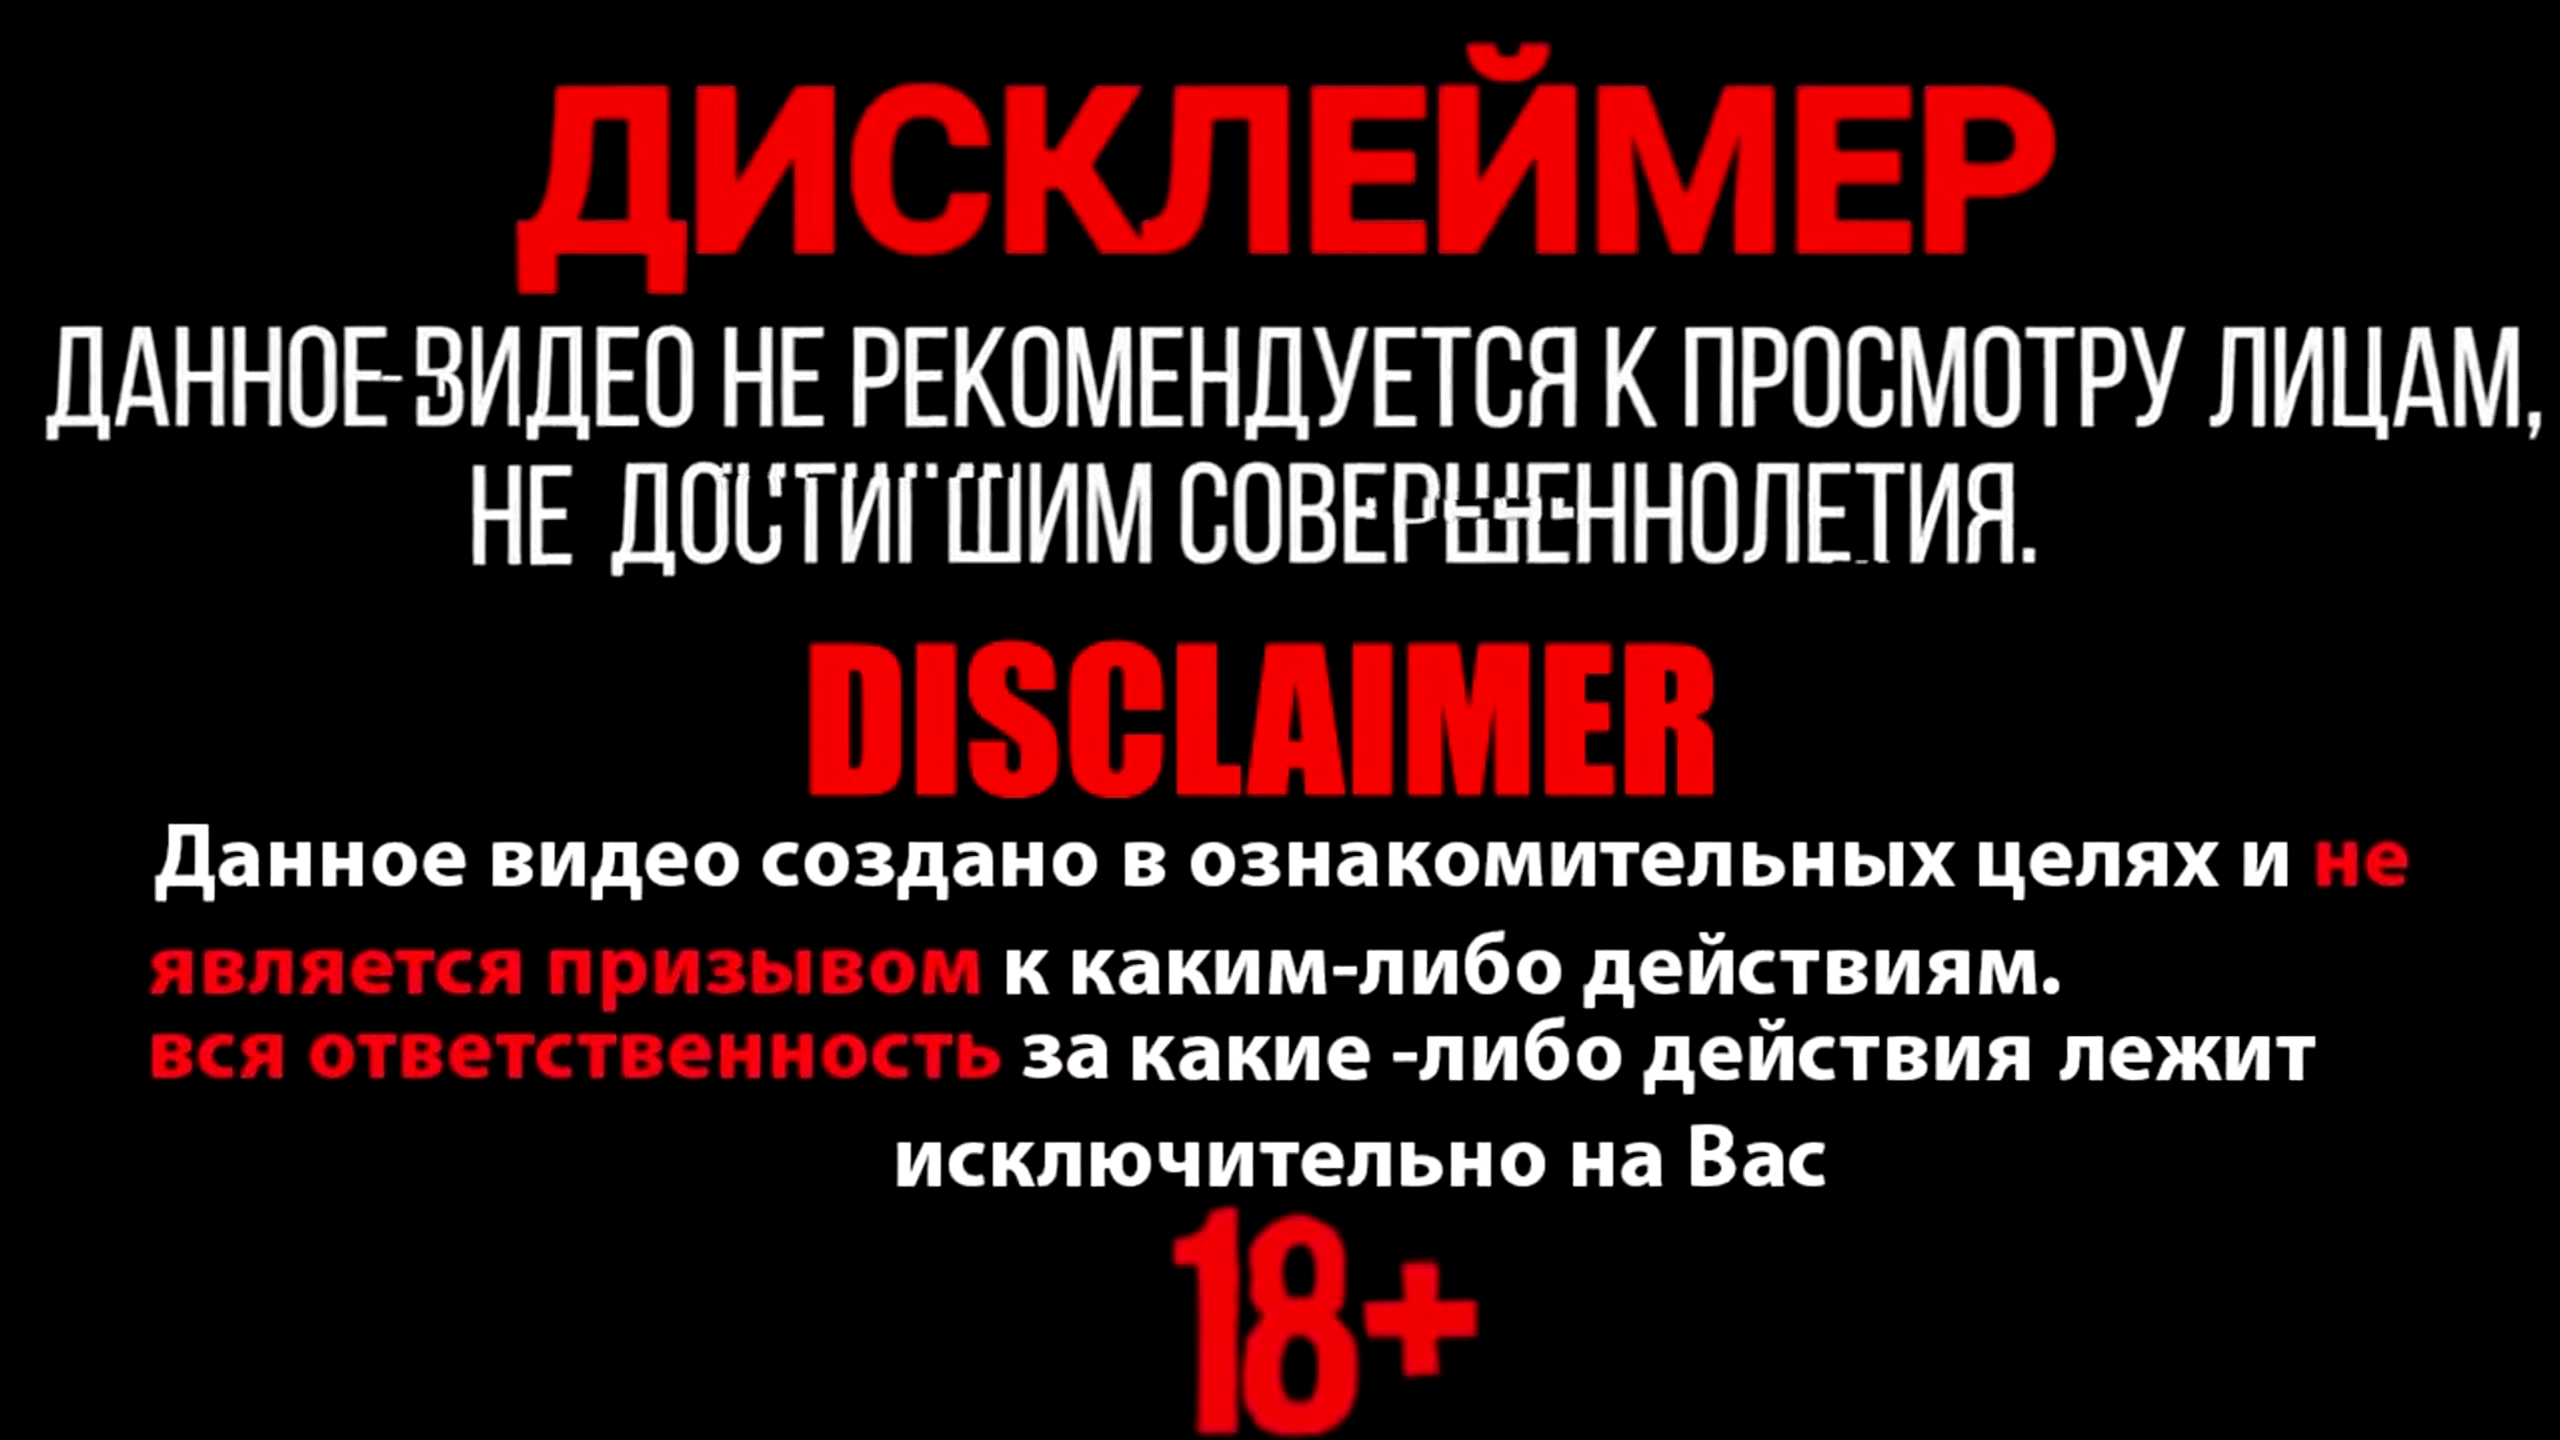 ДИСКЛЕЙМЕР
ДАННОЕ ВИДЕО НЕ РЕКОМЕНДУЕТСЯ К ПРОСМОТРУ ЛИЦАМ,
НЕ ДОСТИГШИМ СОВЕРШЕННОЛЕТИЯ.
DISCLAIMER
Данное видео создано в ознакомительных целях и не
является призывом к каким-либо действиям.
вся ответственность за какие -либо действия лежит
исключительно на Вас
18+